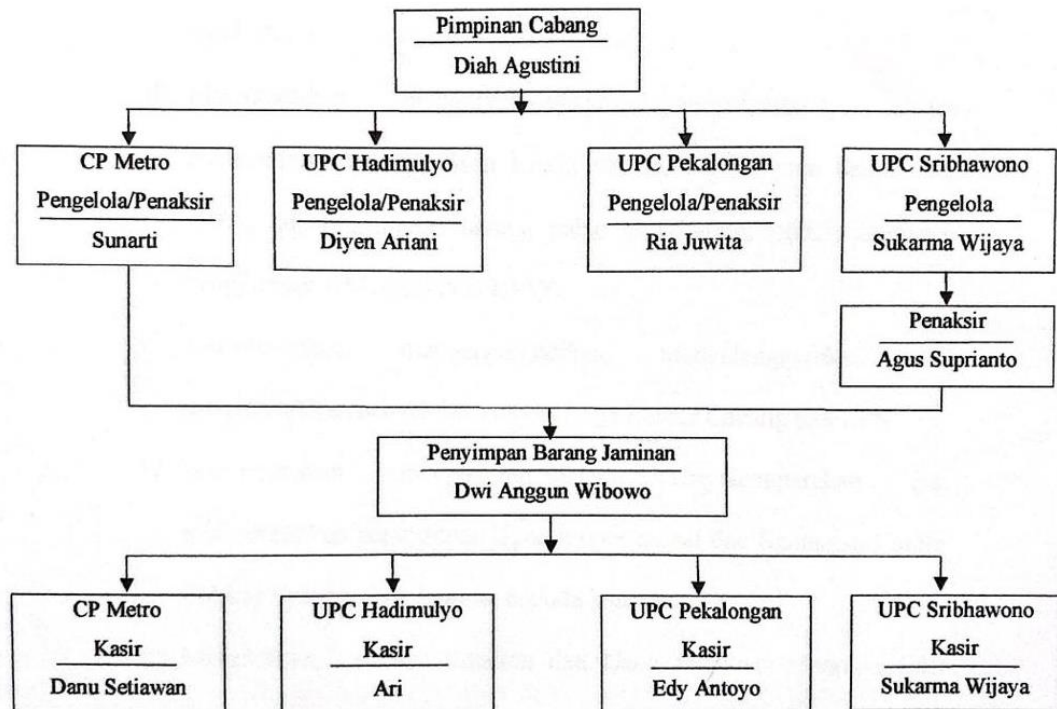 Pimpinan Cabang
Diah Agustini
CP Metro
Pengelola/Penaksir
Sunarti
UPC Hadimulyo
Pengelola/Penaksir
Diyen Ariani
UPC Pekalongan
Pengelola/Penaksir
Ria Juwita
UPC Sribhawono
Pengelola
Sukarma Wijaya
Penaksir
Agus Suprianto
Penyimpan Barang Jaminan
Dwi Anggun Wibowo
CP Metro
Kasir
Danu Setiawan
UPC Hadimulyo
Kasir
Ari
UPC Pekalongan
Kasir
Edy Antoyo
UPC Sribhawono
Kasir
Sukarma Wijaya